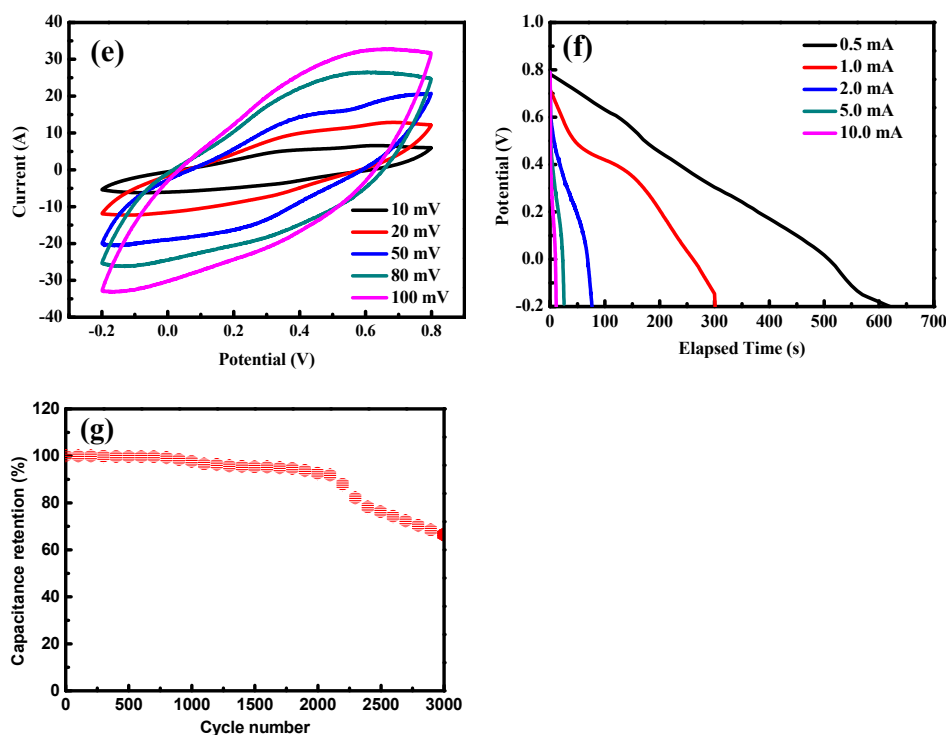 (e)
Current (A)
40
30
20
10
0
-10
-20
-30
-40
10 mV
20 mV
50 mV
80 mV
100 mV
-0.2 0.0 0.2 0.4 0.6 0.8
Potential (V)
(f)
Potential (V)
1.0
0.8
0.6
0.4
0.2
0.0
-0.2
0.5 mA
1.0 mA
2.0 mA
5.0 mA
10.0 mA
0 100 200 300 400 500 600 700
Elapsed Time (s)
(g)
Capacitance retention (%)
120
100
80
60
40
20
0
0 500 1000 1500 2000 2500 3000
Cycle number